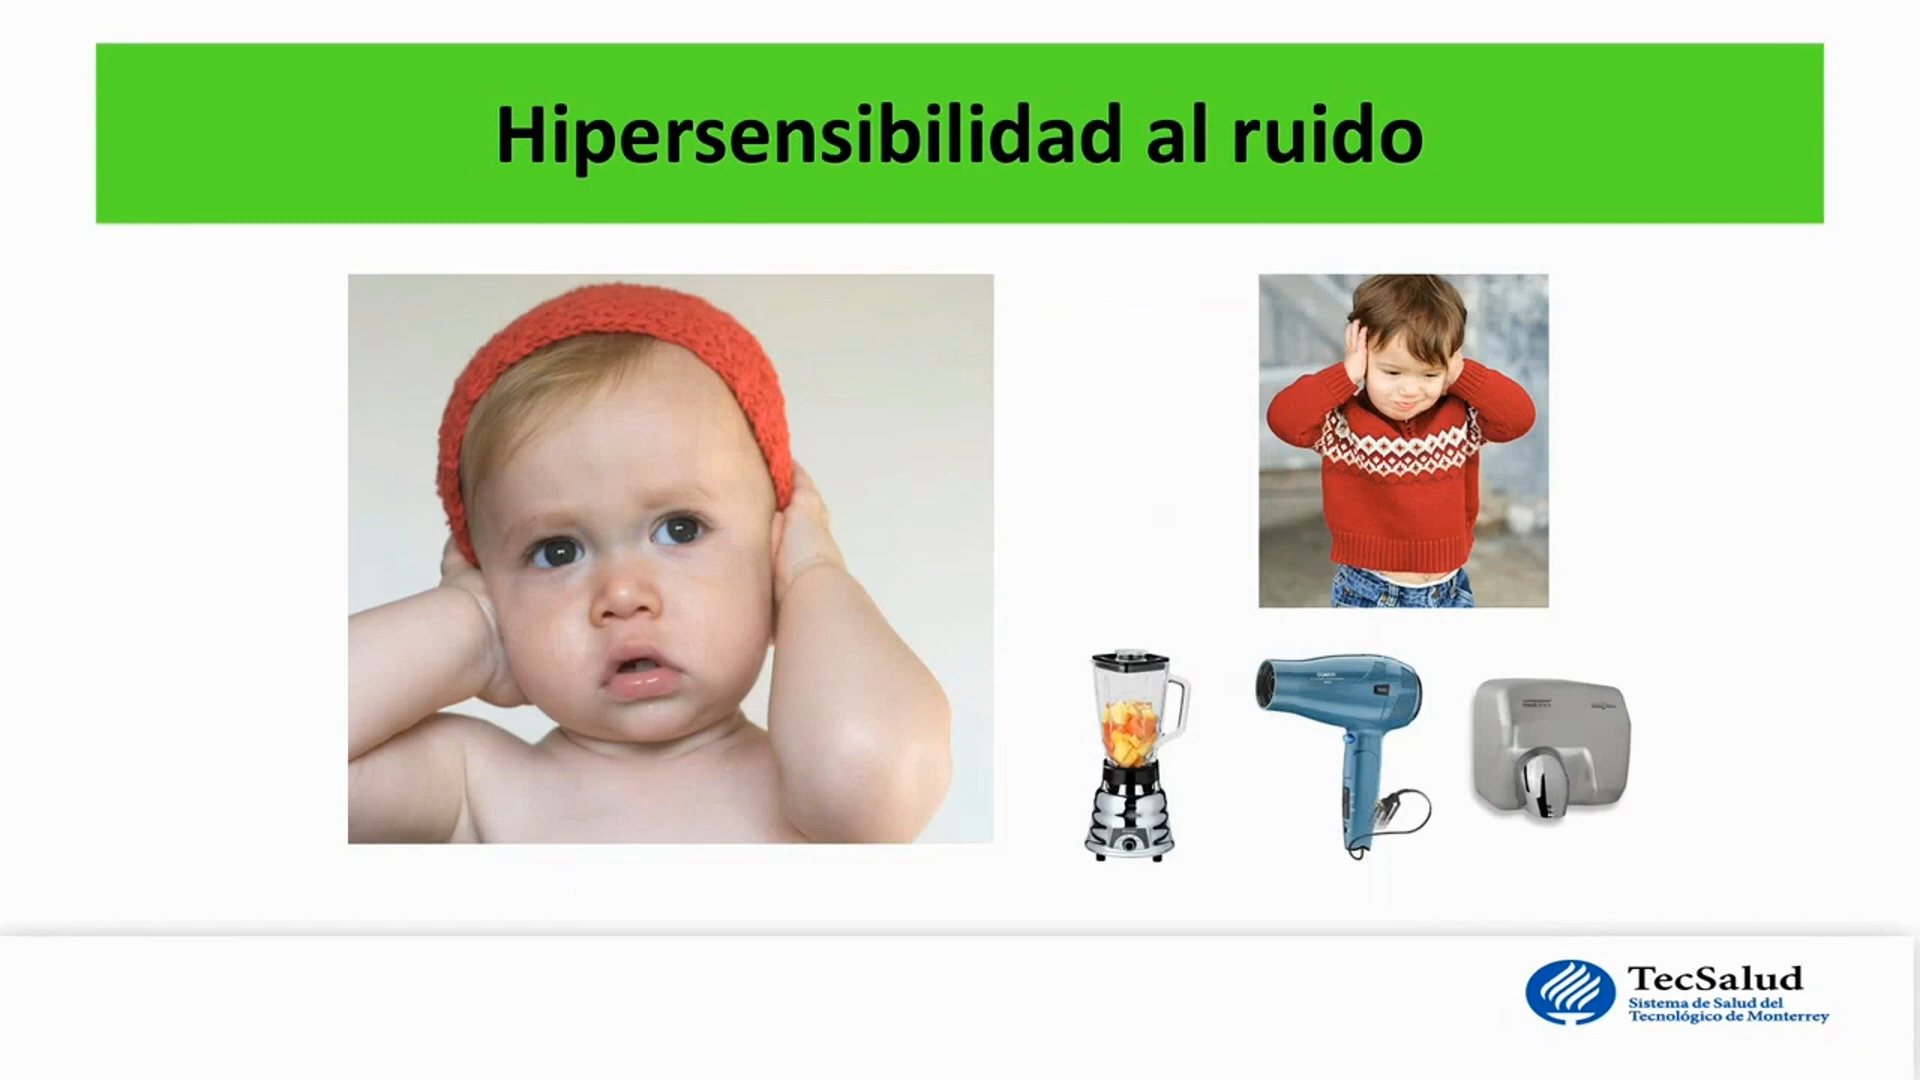 Hipersensibilidad al ruido
TecSalud
Sistema de Salud del
Tecnológico de Monterrey